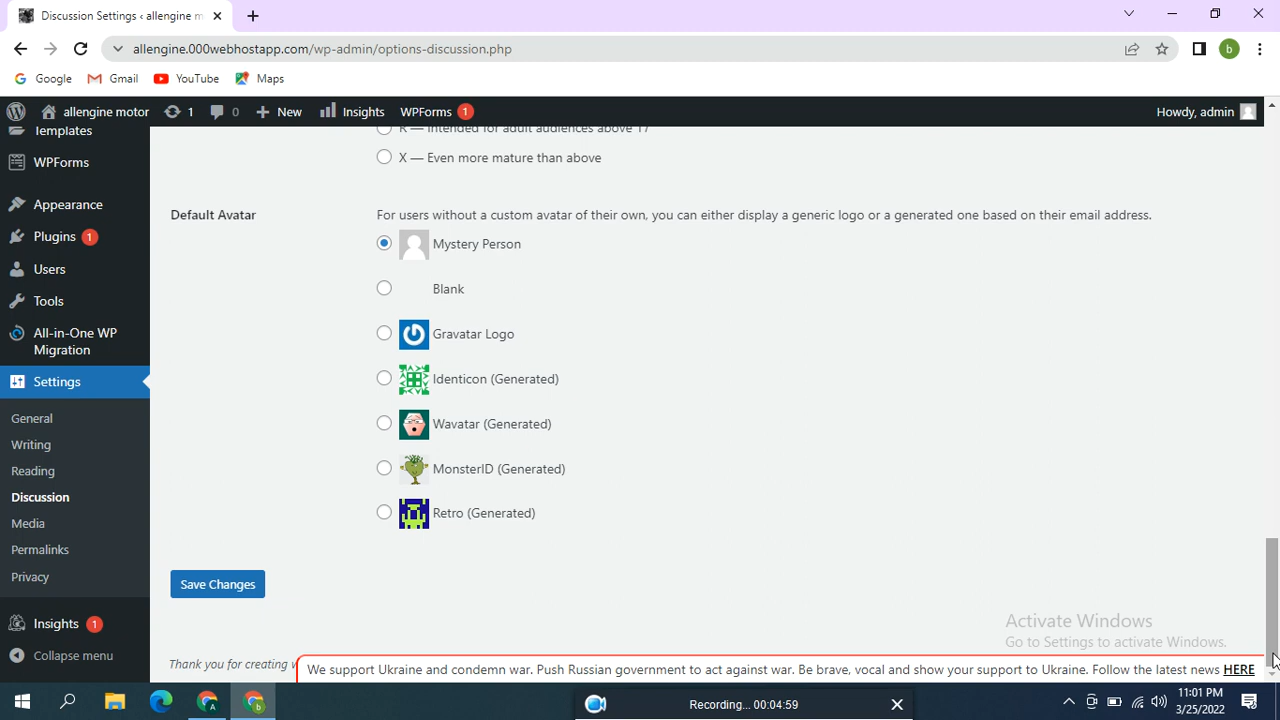 Discussion Settings ‹ allengine m
allengine.000webhostapp.com/wp-admin/options-discussion.php
b
Google Gmail YouTube Maps
allengine motor 1 0 New Insights WPForms 1 Howdy, admin
Templates
WPForms
Appearance
Plugins 1
Users
Tools
All-in-One WP
Migration
Settings
General
Writing
Reading
Discussion
Media
Permalinks
Privacy
Insights 1
Collapse menu
R — Intended for adult audiences above 17
X — Even more mature than above
Default Avatar
For users without a custom avatar of their own, you can either display a generic logo or a generated one based on their email address.
Mystery Person
Blank
Gravatar Logo
Identicon (Generated)
Wavatar (Generated)
MonsterID (Generated)
Retro (Generated)
Save Changes
Activate Windows
Go to Settings to activate Windows.
Thank you for creating
We support Ukraine and condemn war. Push Russian government to act against war. Be brave, vocal and show your support to Ukraine. Follow the latest news HERE
A
b
Recording... 00:04:59
11:01 PM
3/25/2022